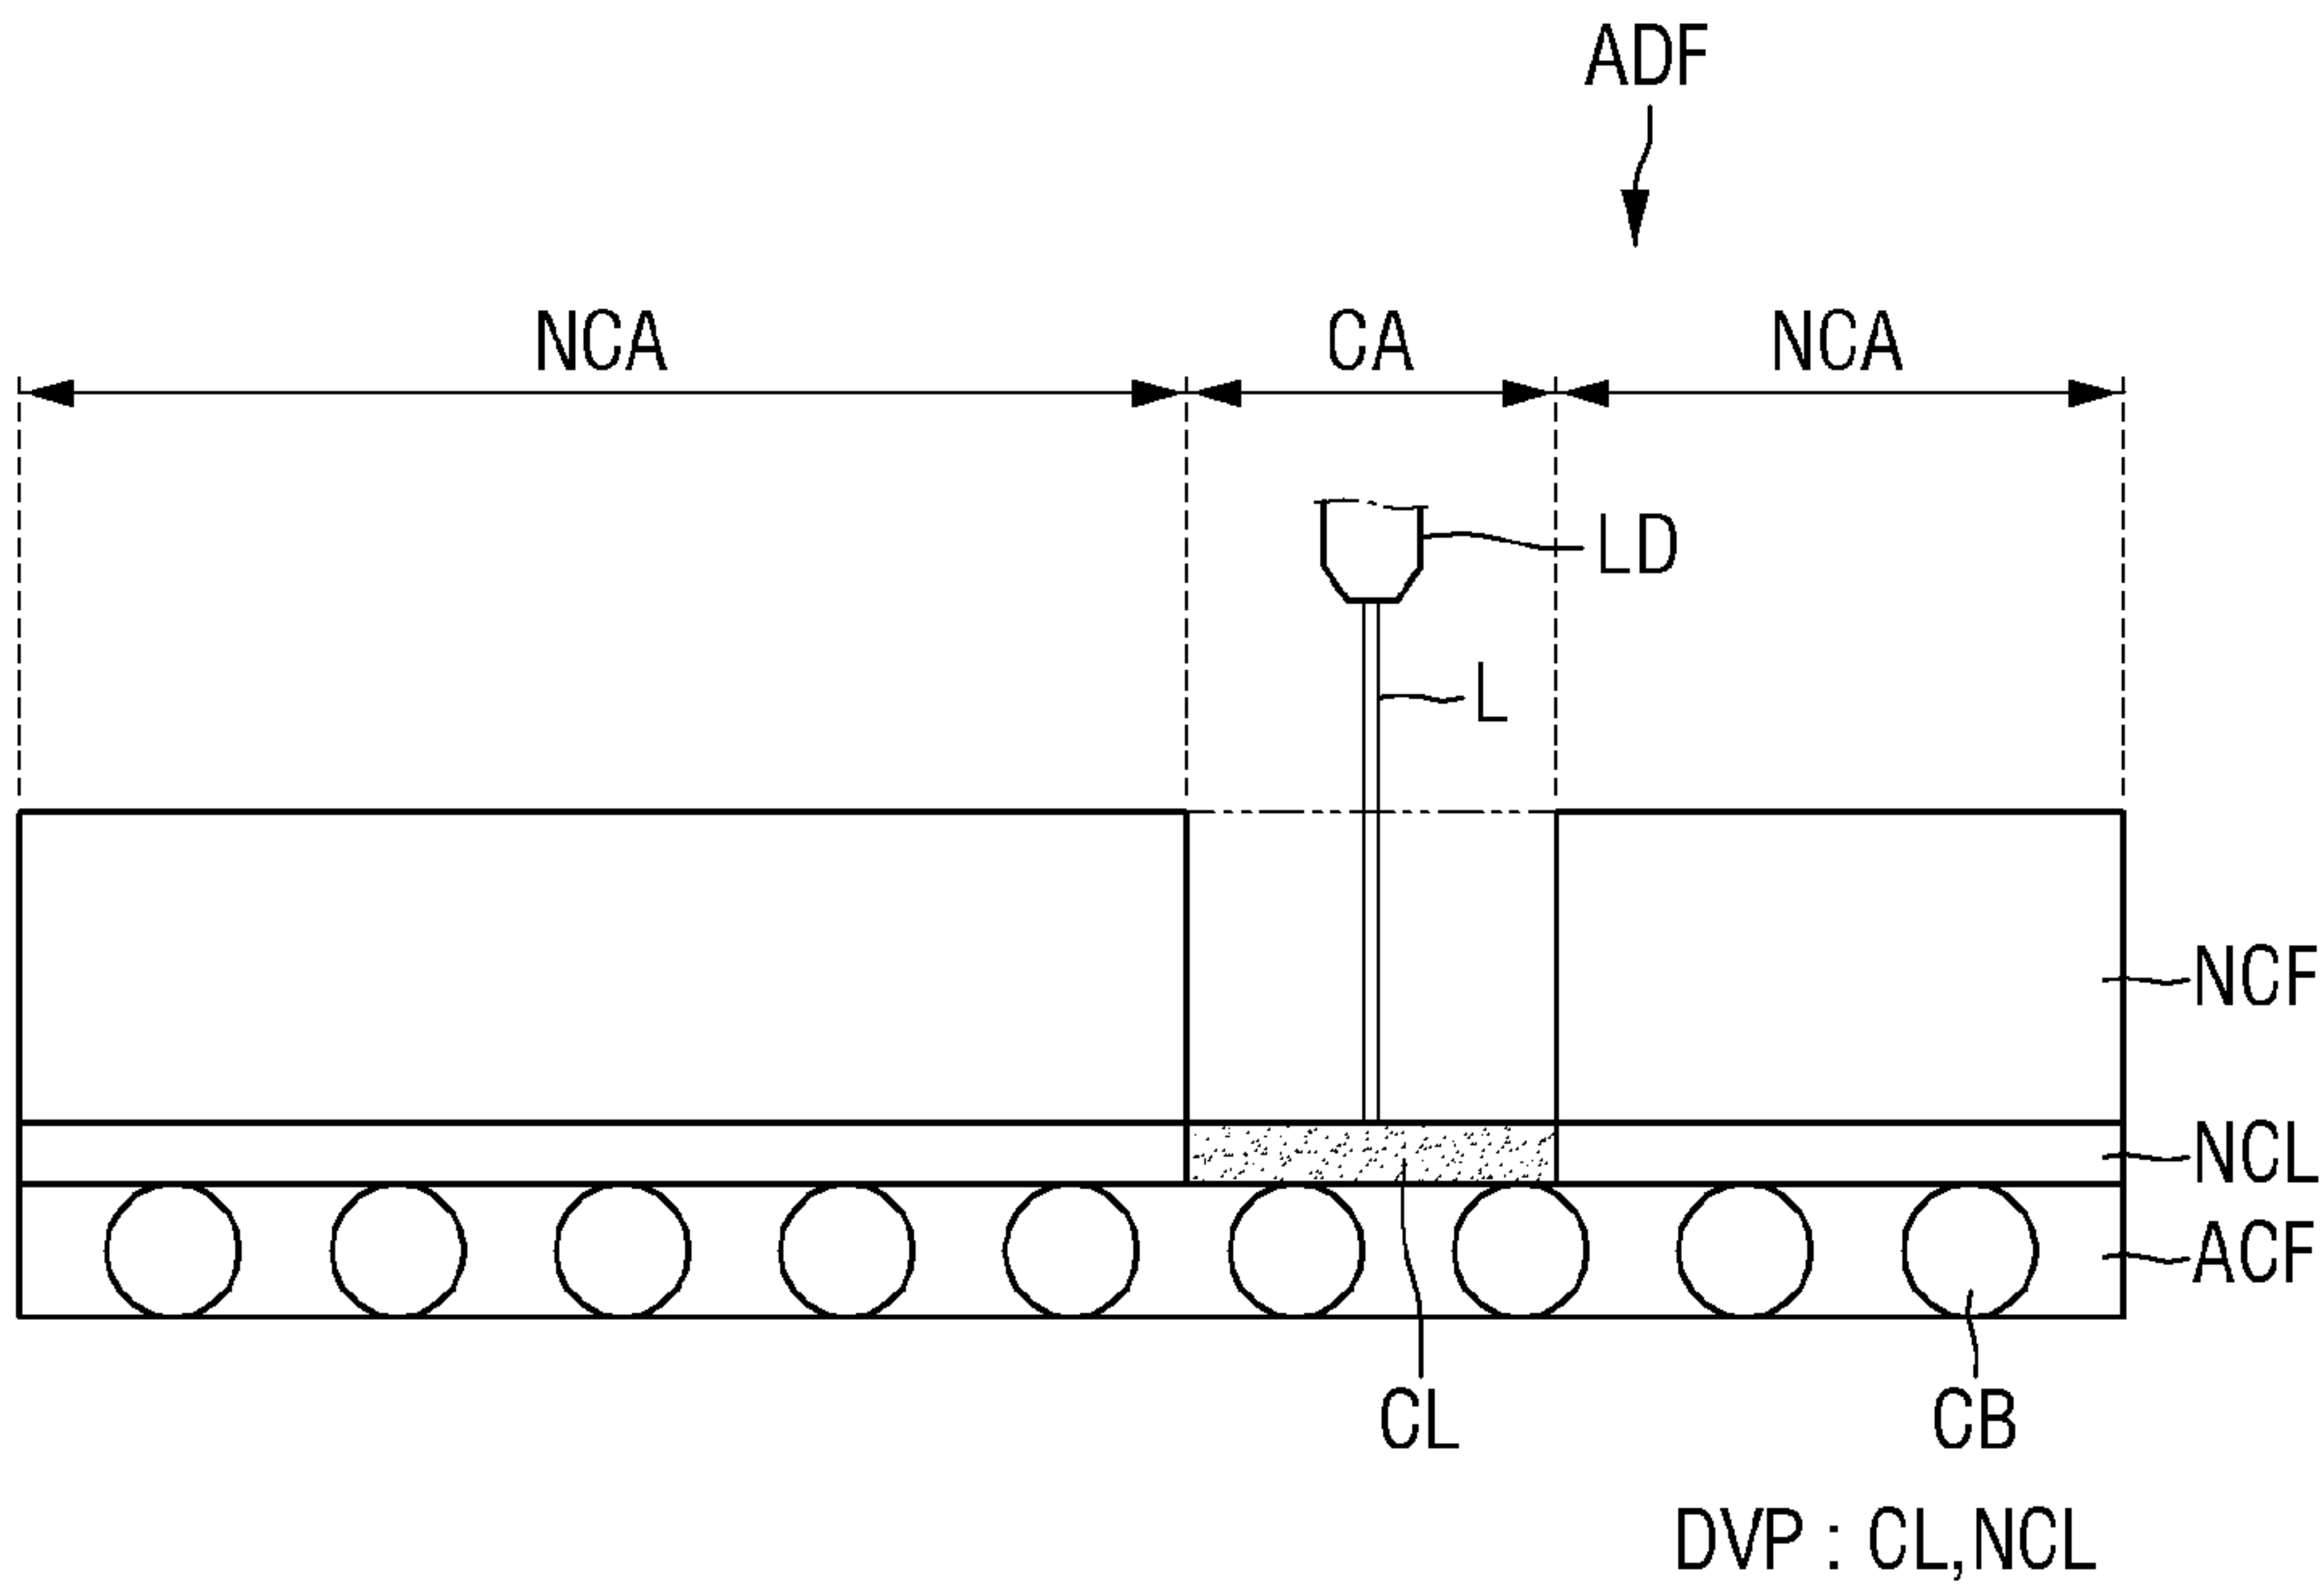 ADF
NCA CA NCA
LD
L
NCF
NCL
ACF
CL CB
DVP : CL,NCL